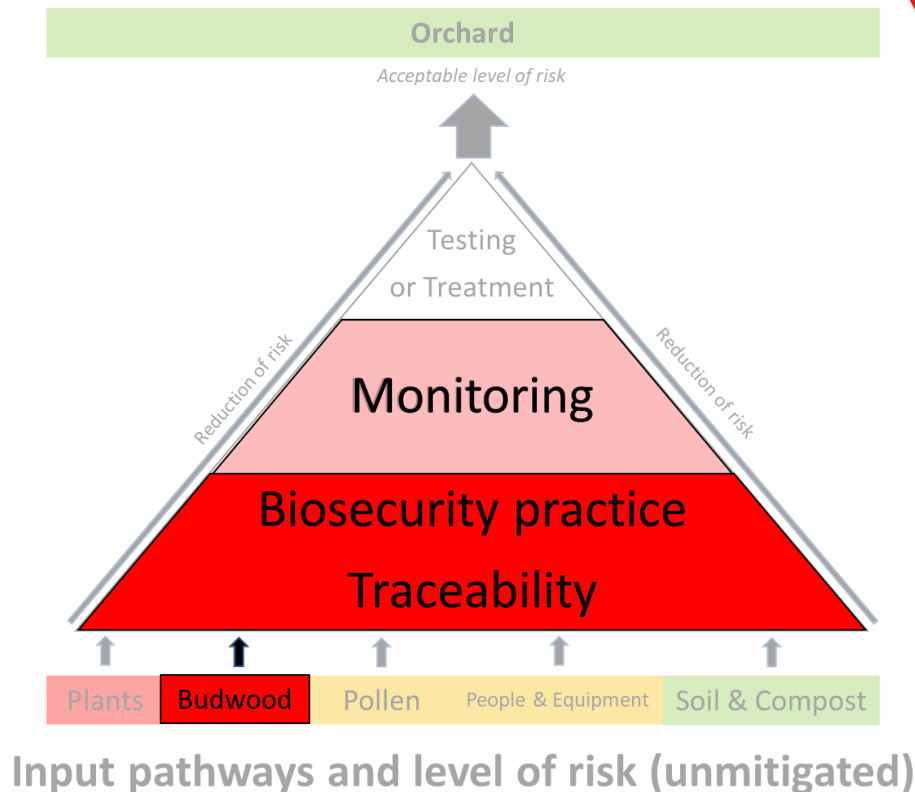 Orchard
Acceptable level of risk
Testing
or Treatment
Reduction of risk
Reduction of risk
Monitoring
Biosecurity practice
Traceability
Plants
Budwood
Pollen
People & Equipment
Soil & Compost
Input pathways and level of risk (unmitigated)